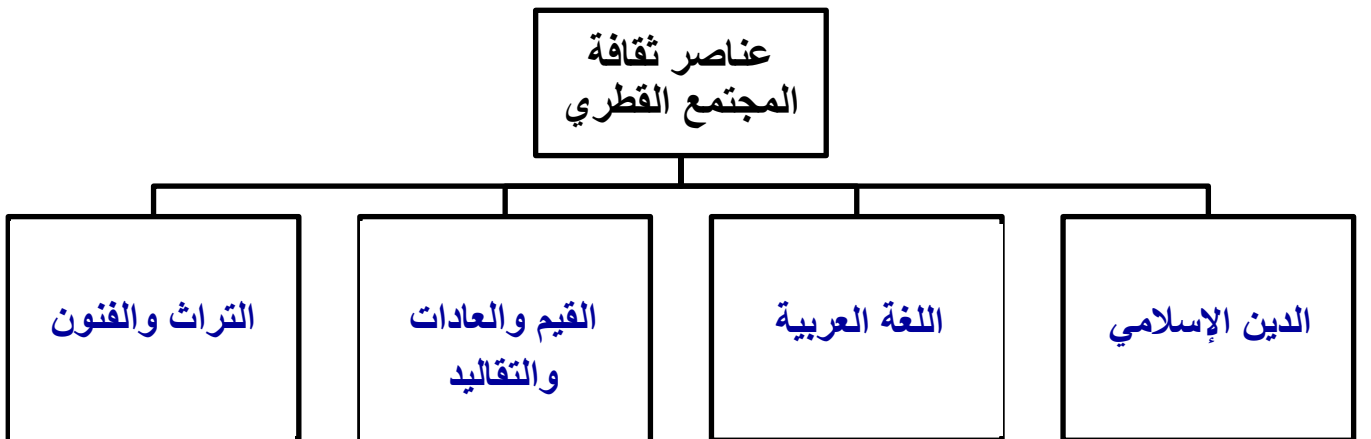 عناصر ثقافة
المجتمع القطري
الدين الإسلامي
اللغة العربية
القيم والعادات
والتقاليد
التراث والفنون